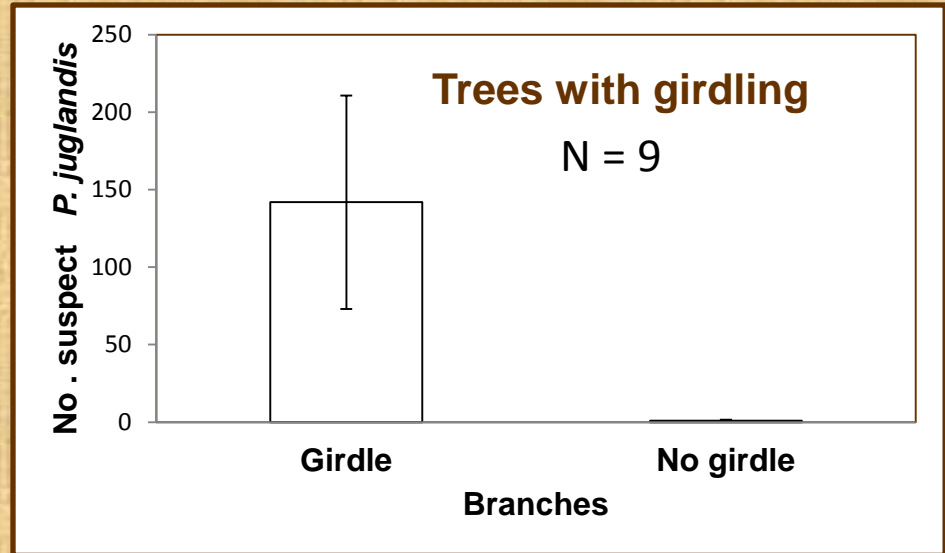 Trees with girdling
N = 9
No . suspect P. juglandis
250
200
150
100
50
0
Girdle No girdle
Branches